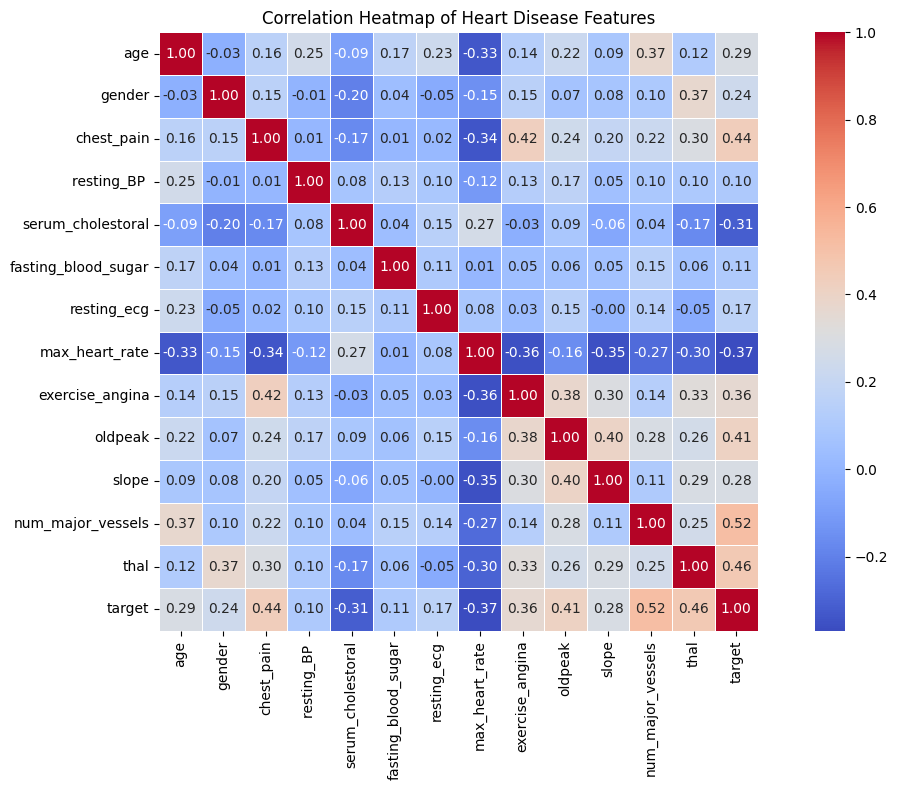 Correlation Heatmap of Heart Disease Features
age 1.00 -0.03 0.16 0.25 -0.09 0.17 0.23 -0.33 0.14 0.22 0.09 0.37 0.12 0.29
gender -0.03 1.00 0.15 -0.01 -0.20 0.04 -0.05 -0.15 0.15 0.07 0.08 0.10 0.37 0.24
chest_pain 0.16 0.15 1.00 0.01 -0.17 0.01 0.02 -0.34 0.42 0.24 0.20 0.22 0.30 0.44
resting_BP 0.25 -0.01 0.01 1.00 0.08 0.13 0.10 -0.12 0.13 0.17 0.05 0.10 0.10 0.10
serum_cholestoral -0.09 -0.20 -0.17 0.08 1.00 0.04 0.15 0.27 -0.03 0.09 -0.06 0.04 -0.17 -0.31
fasting_blood_sugar 0.17 0.04 0.01 0.13 0.04 1.00 0.11 0.01 0.05 0.06 0.05 0.15 0.06 0.11
resting_ecg 0.23 -0.05 0.02 0.10 0.15 0.11 1.00 0.08 0.03 0.15 -0.00 0.14 -0.05 0.17
max_heart_rate -0.33 -0.15 -0.34 -0.12 0.27 0.01 0.08 1.00 -0.36 -0.16 -0.35 -0.27 -0.30 -0.37
exercise_angina 0.14 0.15 0.42 0.13 -0.03 0.05 0.03 -0.36 1.00 0.38 0.30 0.14 0.33 0.36
oldpeak 0.22 0.07 0.24 0.17 0.09 0.06 0.15 -0.16 0.38 1.00 0.40 0.28 0.26 0.41
slope 0.09 0.08 0.20 0.05 -0.06 0.05 -0.00 -0.35 0.30 0.40 1.00 0.11 0.29 0.28
num_major_vessels 0.37 0.10 0.22 0.10 0.04 0.15 0.14 -0.27 0.14 0.28 0.11 1.00 0.25 0.52
thal 0.12 0.37 0.30 0.10 -0.17 0.06 -0.05 -0.30 0.33 0.26 0.29 0.25 1.00 0.46
target 0.29 0.24 0.44 0.10 -0.31 0.11 0.17 -0.37 0.36 0.41 0.28 0.52 0.46 1.00
age
gender
chest_pain
resting_BP
serum_cholestoral
fasting_blood_sugar
resting_ecg
max_heart_rate
exercise_angina
oldpeak
slope
num_major_vessels
thal
target
1.0
0.8
0.6
0.4
0.2
0.0
−0.2